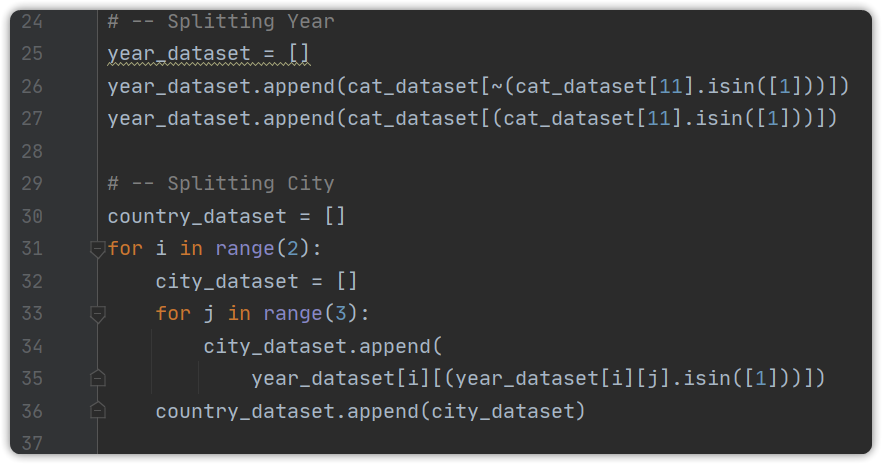 24 # -- Splitting Year
25 year_dataset = []
26 year_dataset.append(cat_dataset[~(cat_dataset[11].isin([1]))])
27 year_dataset.append(cat_dataset[(cat_dataset[11].isin([1]))])
28
29 # -- Splitting City
30 country_dataset = []
31 for i in range(2):
32     city_dataset = []
33     for j in range(3):
34         city_dataset.append(
35             year_dataset[i][(year_dataset[i][j].isin([1]))])
36     country_dataset.append(city_dataset)
37